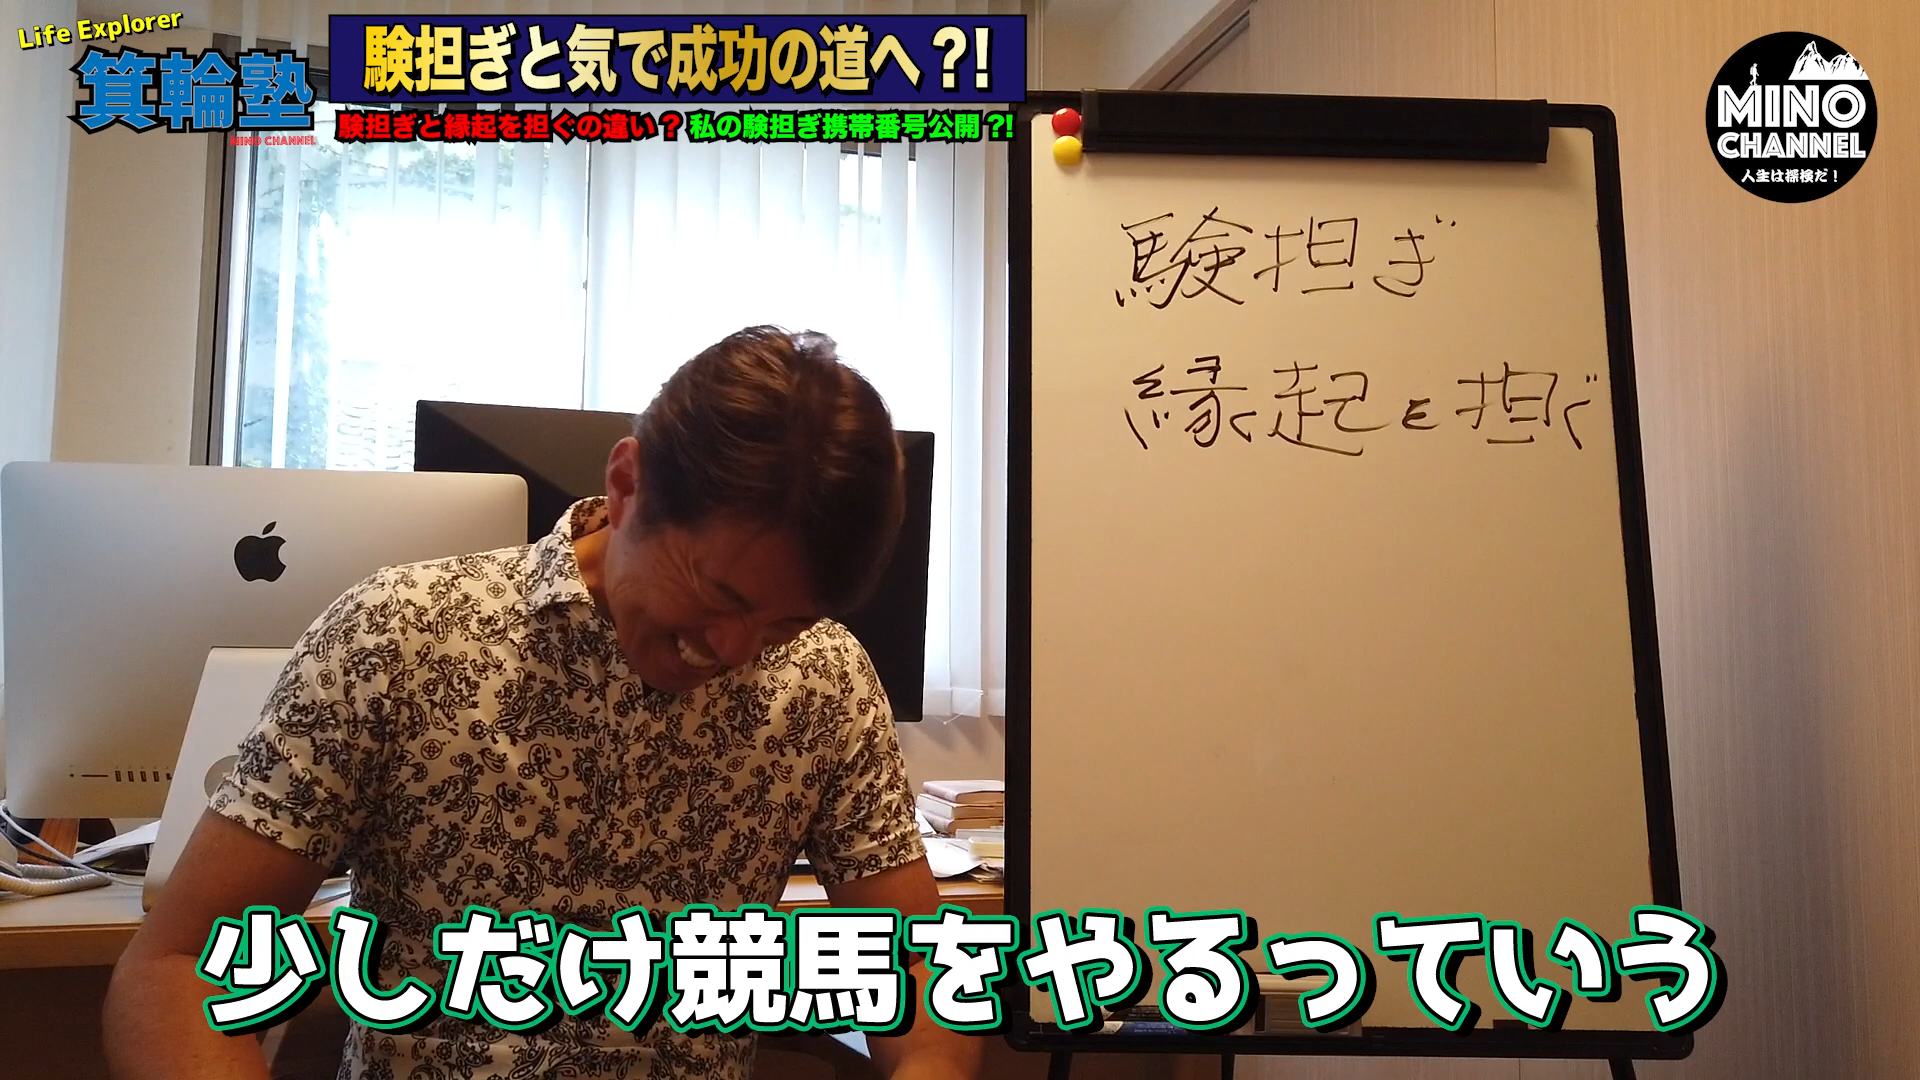 Life Explorer
箕輪塾
MINO CHANNEL
験担ぎと気で成功の道へ?!
験担ぎと縁起を担ぐの違い?私の験担ぎ携帯番号公開?!
MINO
CHANNEL
人生は探検だ!
験担ぎ
縁起を担ぐ
少しだけ競馬をやるっていう